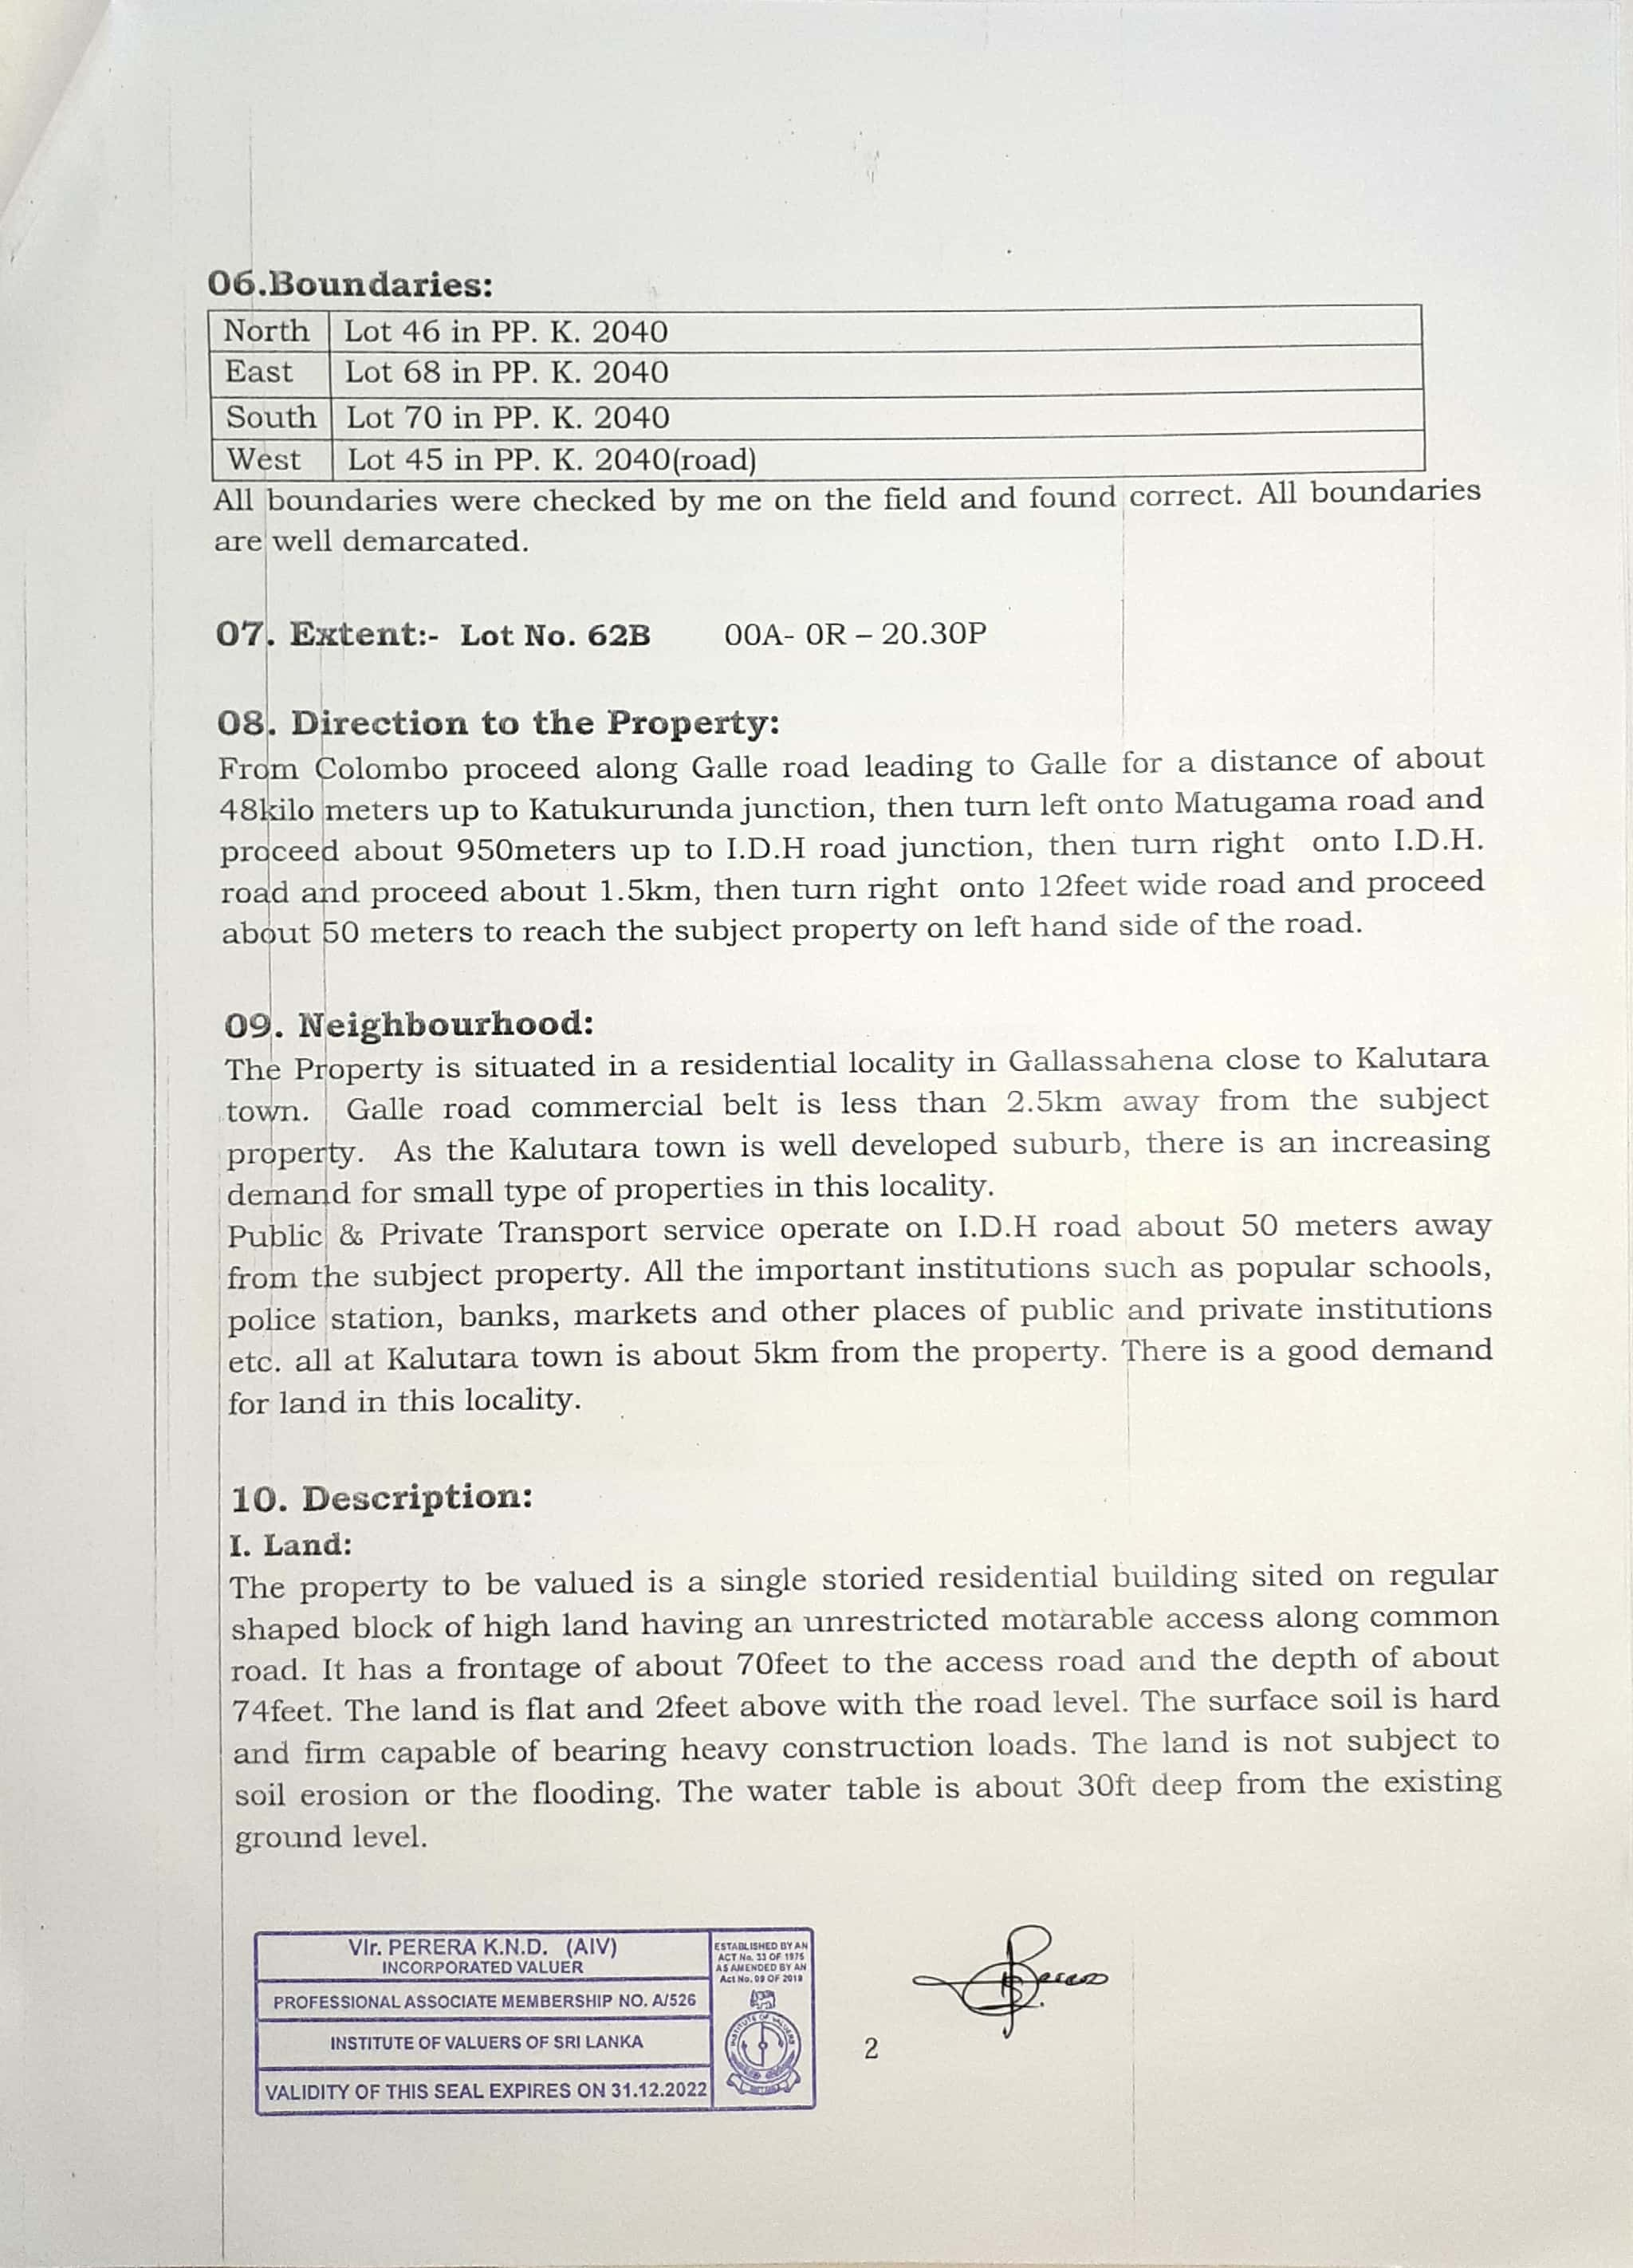 06.Boundaries:
North Lot 46 in PP. K. 2040
East Lot 68 in PP. K. 2040
South Lot 70 in PP. K. 2040
West Lot 45 in PP. K. 2040(road)
All boundaries were checked by me on the field and found correct. All boundaries
are well demarcated.
07. Extent:- Lot No. 62B 00A- 0R – 20.30P
08. Direction to the Property:
From Colombo proceed along Galle road leading to Galle for a distance of about
48kilo meters up to Katukurunda junction, then turn left onto Matugama road and
proceed about 950meters up to I.D.H road junction, then turn right onto I.D.H.
road and proceed about 1.5km, then turn right onto 12feet wide road and proceed
about 50 meters to reach the subject property on left hand side of the road.
09. Neighbourhood:
The Property is situated in a residential locality in Gallassahena close to Kalutara
town. Galle road commercial belt is less than 2.5km away from the subject
property. As the Kalutara town is well developed suburb, there is an increasing
demand for small type of properties in this locality.
Public & Private Transport service operate on I.D.H road about 50 meters away
from the subject property. All the important institutions such as popular schools,
police station, banks, markets and other places of public and private institutions
etc. all at Kalutara town is about 5km from the property. There is a good demand
for land in this locality.
10. Description:
I. Land:
The property to be valued is a single storied residential building sited on regular
shaped block of high land having an unrestricted motarable access along common
road. It has a frontage of about 70feet to the access road and the depth of about
74feet. The land is flat and 2feet above with the road level. The surface soil is hard
and firm capable of bearing heavy construction loads. The land is not subject to
soil erosion or the flooding. The water table is about 30ft deep from the existing
ground level.
Vlr. PERERA K.N.D. (AIV)
INCORPORATED VALUER
PROFESSIONAL ASSOCIATE MEMBERSHIP NO. A/526
INSTITUTE OF VALUERS OF SRI LANKA
VALIDITY OF THIS SEAL EXPIRES ON 31.12.2022
ESTABLISHED BY AN
ACT No. 33 OF 1975
AS AMENDED BY AN
Act No. 09 OF 2019
INSTITUTE OF VALUERS
2